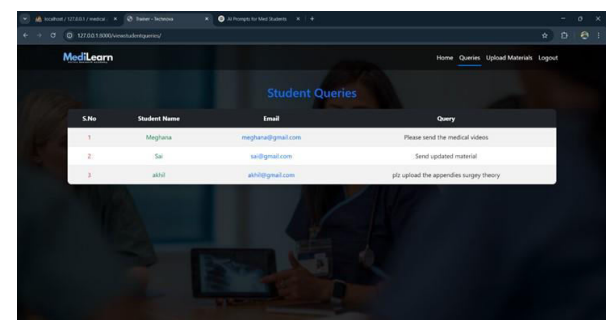 localhost / 127.0.0.1 / medical
Trainer - Technova
AI Prompts for Med Students
127.0.0.1:8000/viewstudentqueries/
MediLearn
Home Queries Upload Materials Logout
Student Queries
S.No Student Name Email Query
1 Meghana meghana@gmail.com Please send the medical videos
2 Sai sai@gmail.com Send updated material
3 akhil akhil@gmail.com plz upload the appendies surgey theory